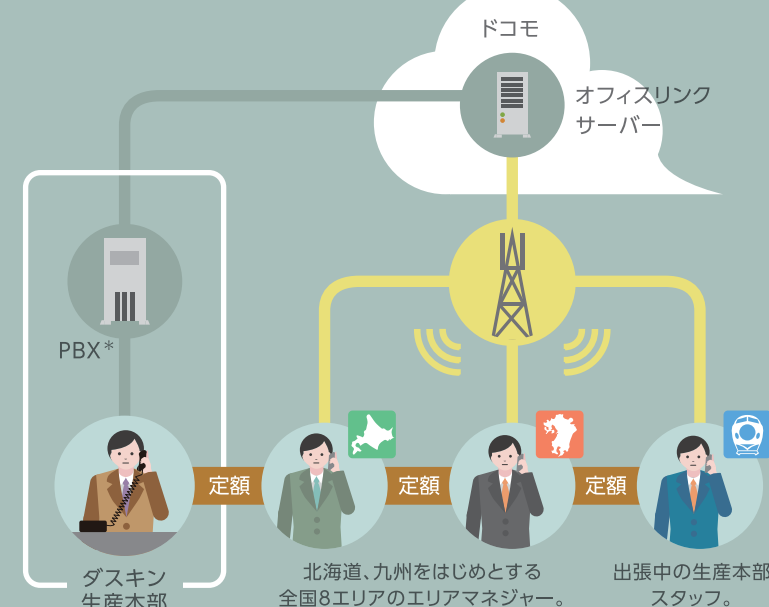 ドコモ
オフィスリンク
サーバー
PBX*
定額
定額
定額
ダスキン
生産本部
北海道、九州をはじめとする
全国8エリアのエリアマネジャー。
出張中の生産本部
スタッフ。